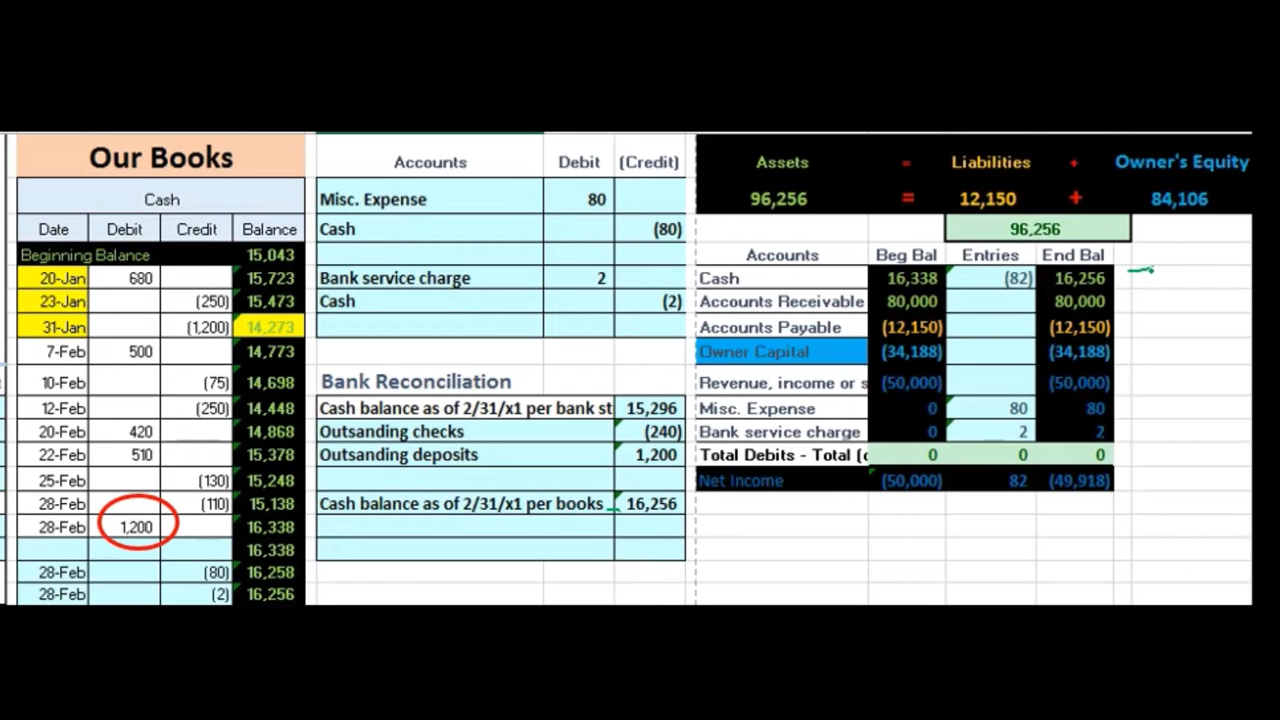 Our Books
Cash
Date Debit Credit Balance
Beginning Balance 15,043
20-Jan 680 15,723
23-Jan (250) 15,473
31-Jan (1,200) 14,273
7-Feb 500 14,773
10-Feb (75) 14,698
12-Feb (250) 14,448
20-Feb 420 14,868
22-Feb 510 15,378
25-Feb (130) 15,248
28-Feb (110) 15,138
28-Feb 1,200 16,338
16,338
28-Feb (80) 16,258
28-Feb (2) 16,256
Accounts Debit (Credit)
Misc. Expense 80
Cash (80)
Bank service charge 2
Cash (2)
Bank Reconciliation
Cash balance as of 2/31/x1 per bank st 15,296
Outsanding checks (240)
Outsanding deposits 1,200
Cash balance as of 2/31/x1 per books 16,256
Assets = Liabilities + Owner's Equity
96,256 = 12,150 + 84,106
96,256
Accounts Beg Bal Entries End Bal
Cash 16,338 (82) 16,256
Accounts Receivable 80,000 80,000
Accounts Payable (12,150) (12,150)
Owner Capital (34,188) (34,188)
Revenue, income or s (50,000) (50,000)
Misc. Expense 0 80 80
Bank service charge 0 2 2
Total Debits - Total (c 0 0 0
Net Income (50,000) 82 (49,918)